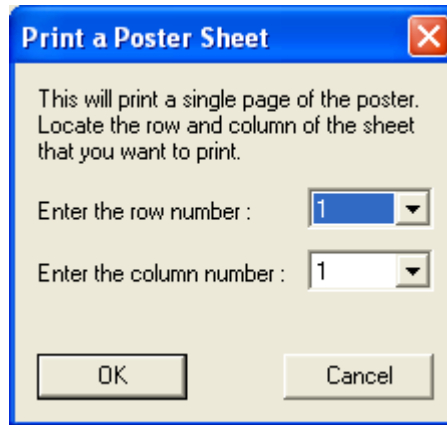 Print a Poster Sheet
This will print a single page of the poster.
Locate the row and column of the sheet
that you want to print.
Enter the row number : 1
Enter the column number : 1
OK Cancel